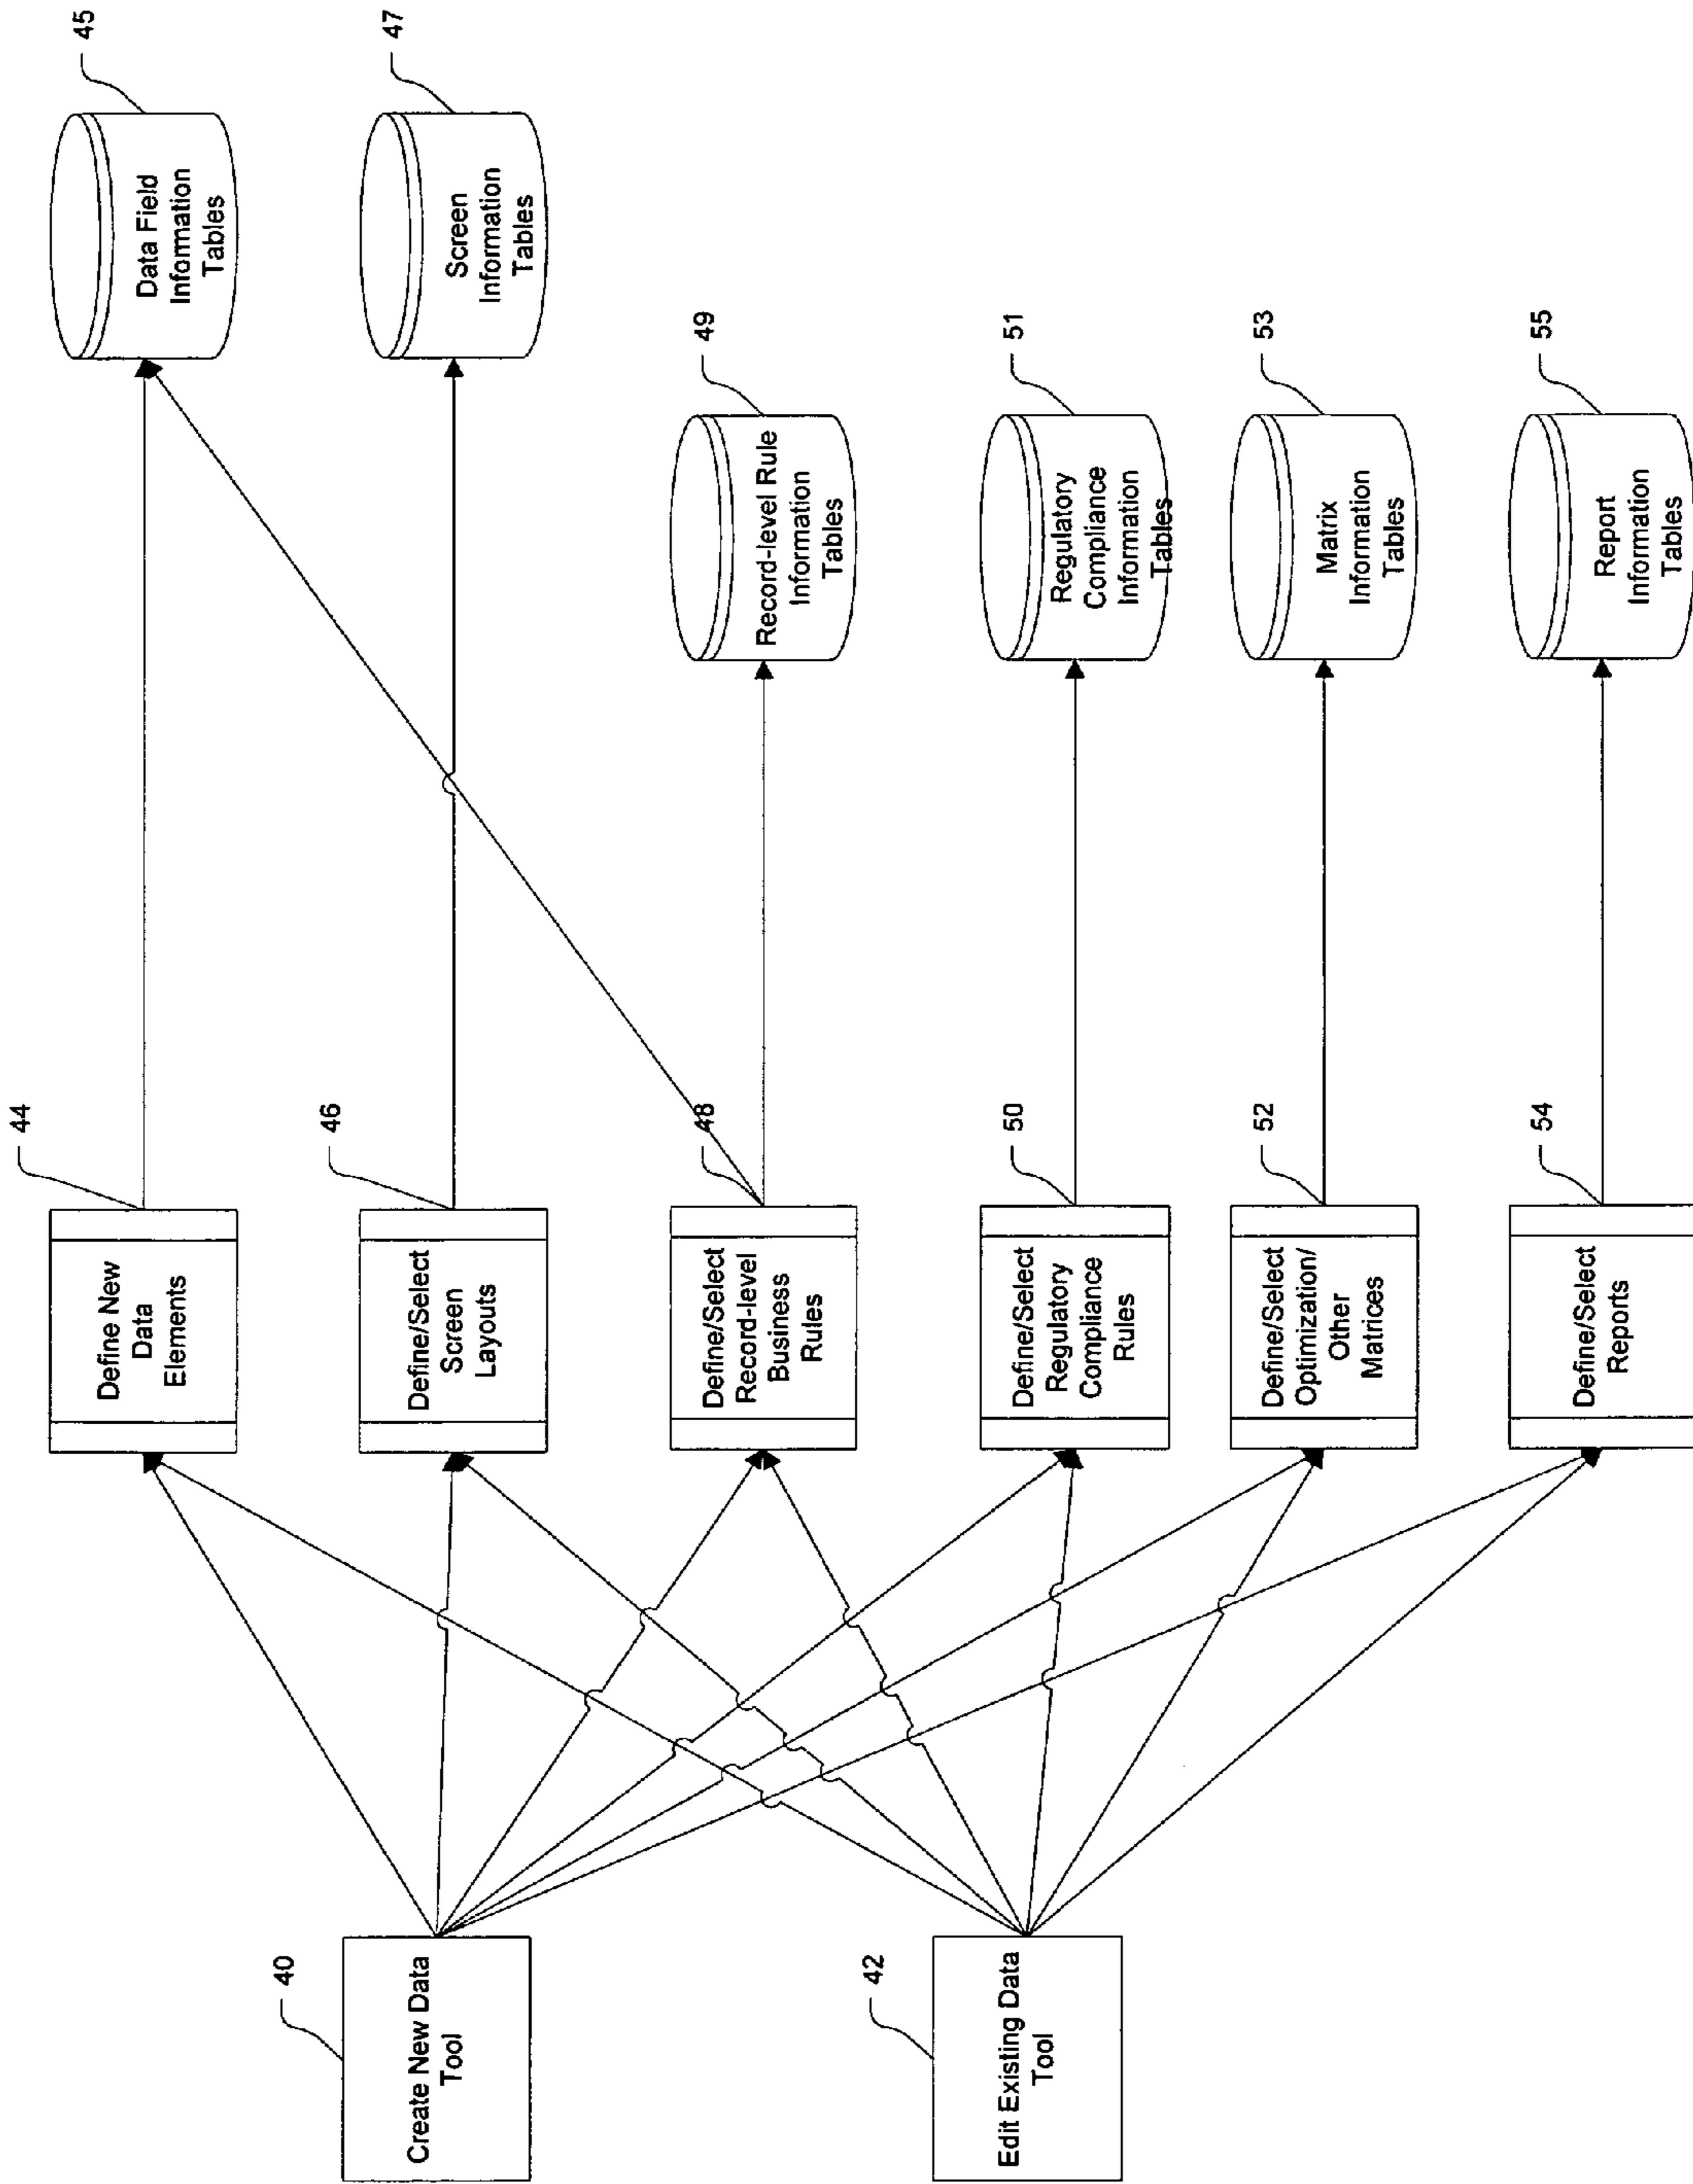 45
Data Field
Information
Tables
47
Screen
Information
Tables
49
Record-level Rule
Information
Tables
51
Regulatory
Compliance
Information
Tables
53
Matrix
Information
Tables
55
Report
Information
Tables
44
Define New
Data
Elements
46
Define/Select
Screen
Layouts
48
Define/Select
Record-level
Business
Rules
50
Define/Select
Regulatory
Compliance
Rules
52
Define/Select
Optimization/
Other
Matrices
54
Define/Select
Reports
40
Create New Data
Tool
42
Edit Existing Data
Tool